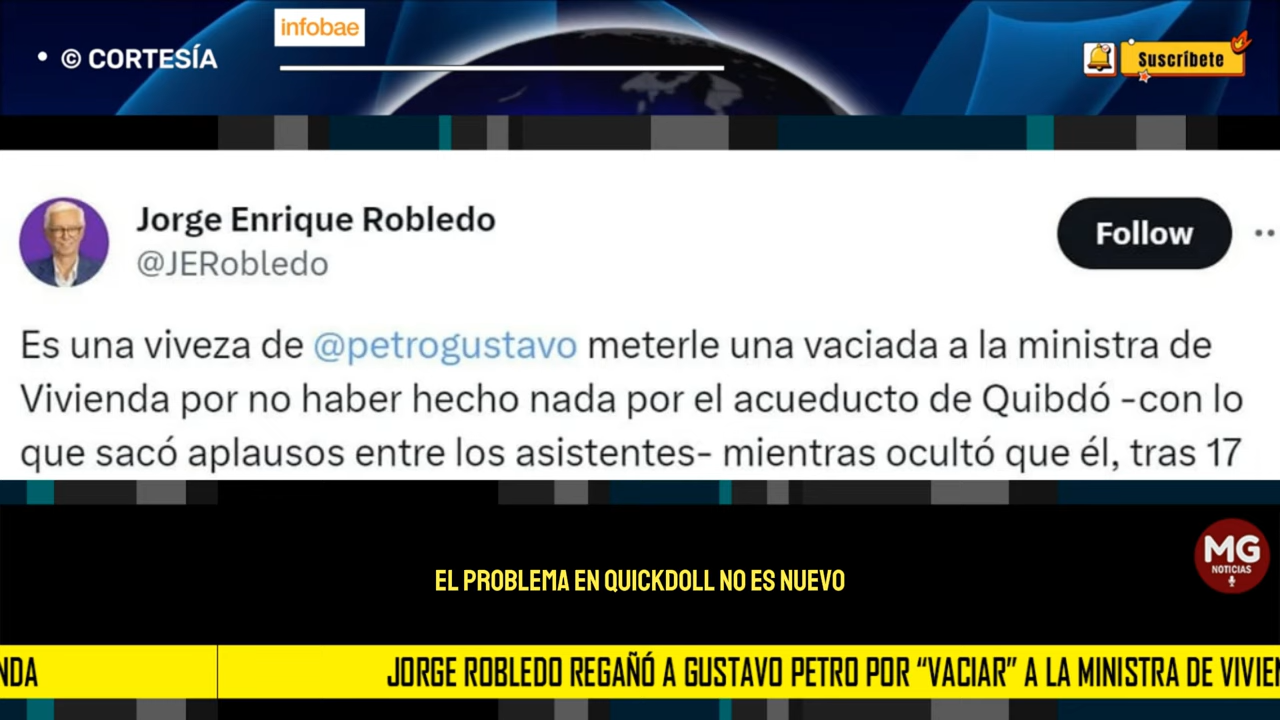 infobae
• © CORTESÍA
Suscríbete
Jorge Enrique Robledo
@JERobledo
Follow
Es una viveza de @petrogustavo meterle una vaciada a la ministra de
Vivienda por no haber hecho nada por el acueducto de Quibdó -con lo
que sacó aplausos entre los asistentes- mientras ocultó que él, tras 17
MG
NOTICIAS
EL PROBLEMA EN QUICKDOLL NO ES NUEVO
NDA
JORGE ROBLEDO REGAÑÓ A GUSTAVO PETRO POR “VACIAR” A LA MINISTRA DE VIVIEN